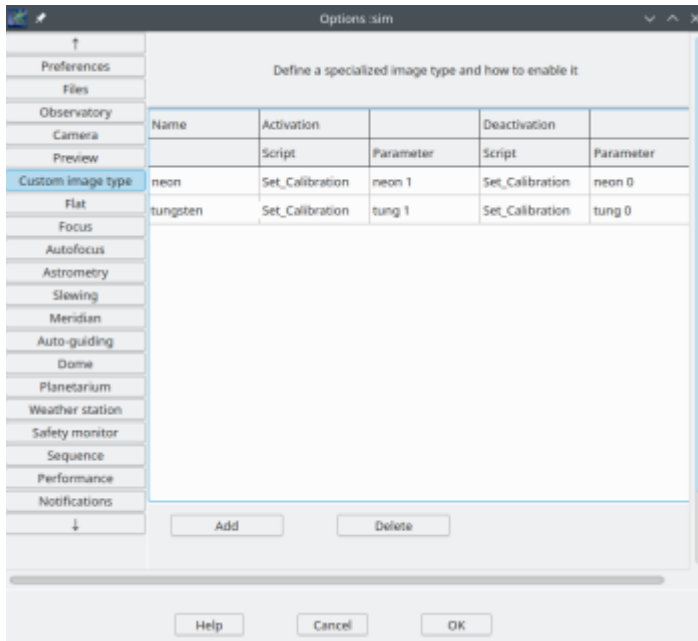 Options :sim
↑
Preferences
Files
Observatory
Camera
Preview
Custom image type
Flat
Focus
Autofocus
Astrometry
Slewing
Meridian
Auto-guiding
Dome
Planetarium
Weather station
Safety monitor
Sequence
Performance
Notifications
↓
Define a specialized image type and how to enable it
Name Activation Deactivation
Script Parameter Script Parameter
neon Set_Calibration neon 1 Set_Calibration neon 0
tungsten Set_Calibration tung 1 Set_Calibration tung 0
Add Delete
Help Cancel OK